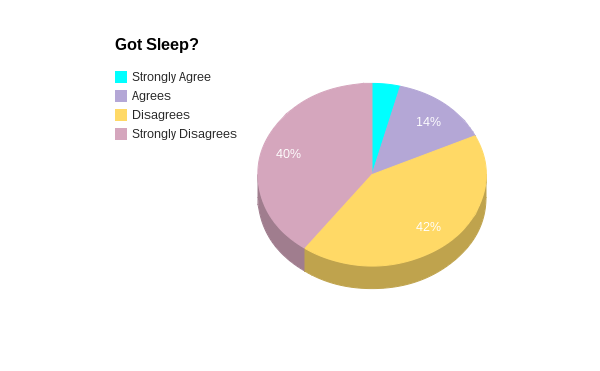 Got Sleep?
Strongly Agree
Agrees
Disagrees
Strongly Disagrees
14%
40%
42%